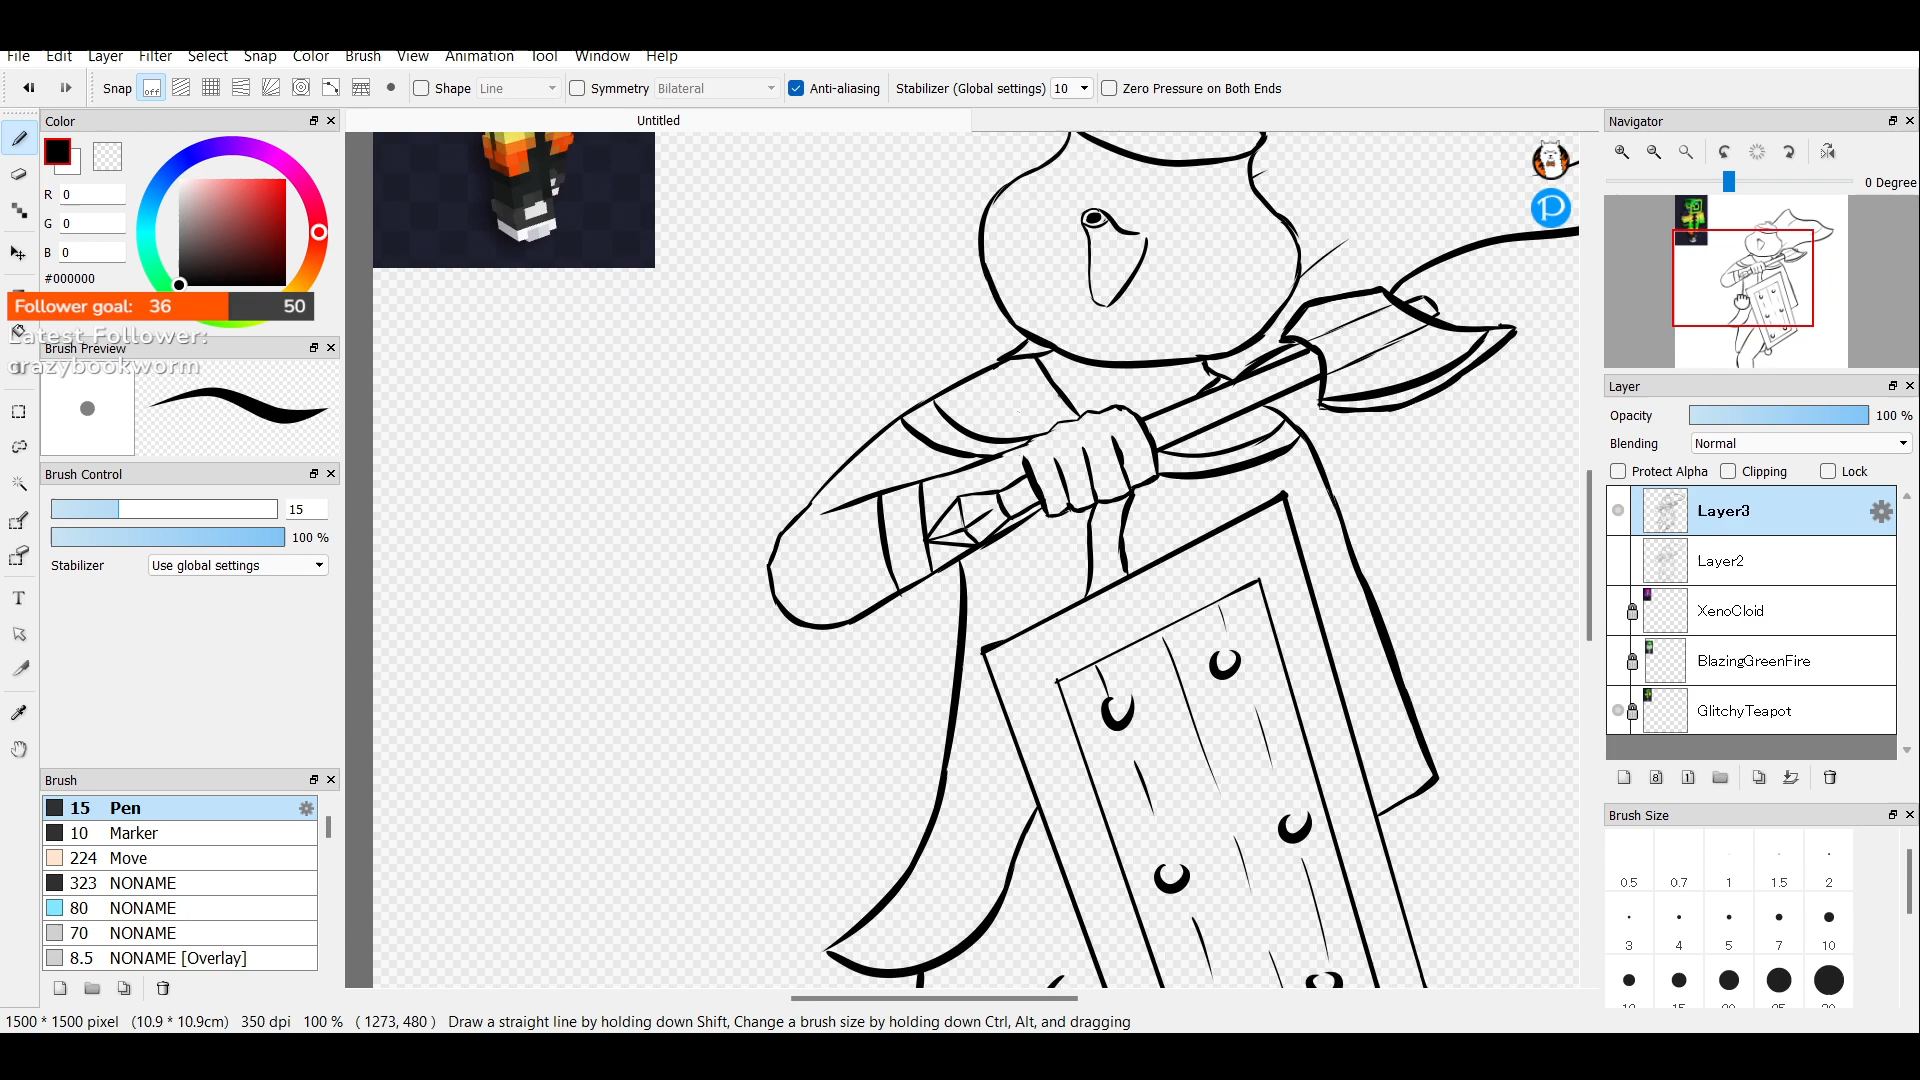 File Edit Layer Filter Select Snap Color Brush View Animation Tool Window Help
Snap off Shape Line Symmetry Bilateral Anti-aliasing Stabilizer (Global settings) 10 Zero Pressure on Both Ends
Color
Untitled
Navigator
R 0
G 0
B 0
#000000
0 Degree
Follower goal: 36 50
Latest Follower:
crazybookworm
Brush Preview
Brush Control
15
100 %
Stabilizer Use global settings
Brush
15 Pen
10 Marker
224 Move
323 NONAME
80 NONAME
70 NONAME
8.5 NONAME [Overlay]
Layer
Opacity 100 %
Blending Normal
Protect Alpha Clipping Lock
Layer3
Layer2
XenoCloid
BlazingGreenFire
GlitchyTeapot
8 1
Brush Size
0.5 0.7 1 1.5 2
3 4 5 7 10
1500 * 1500 pixel (10.9 * 10.9cm) 350 dpi 100 % ( 1273, 480 ) Draw a straight line by holding down Shift, Change a brush size by holding down Ctrl, Alt, and dragging